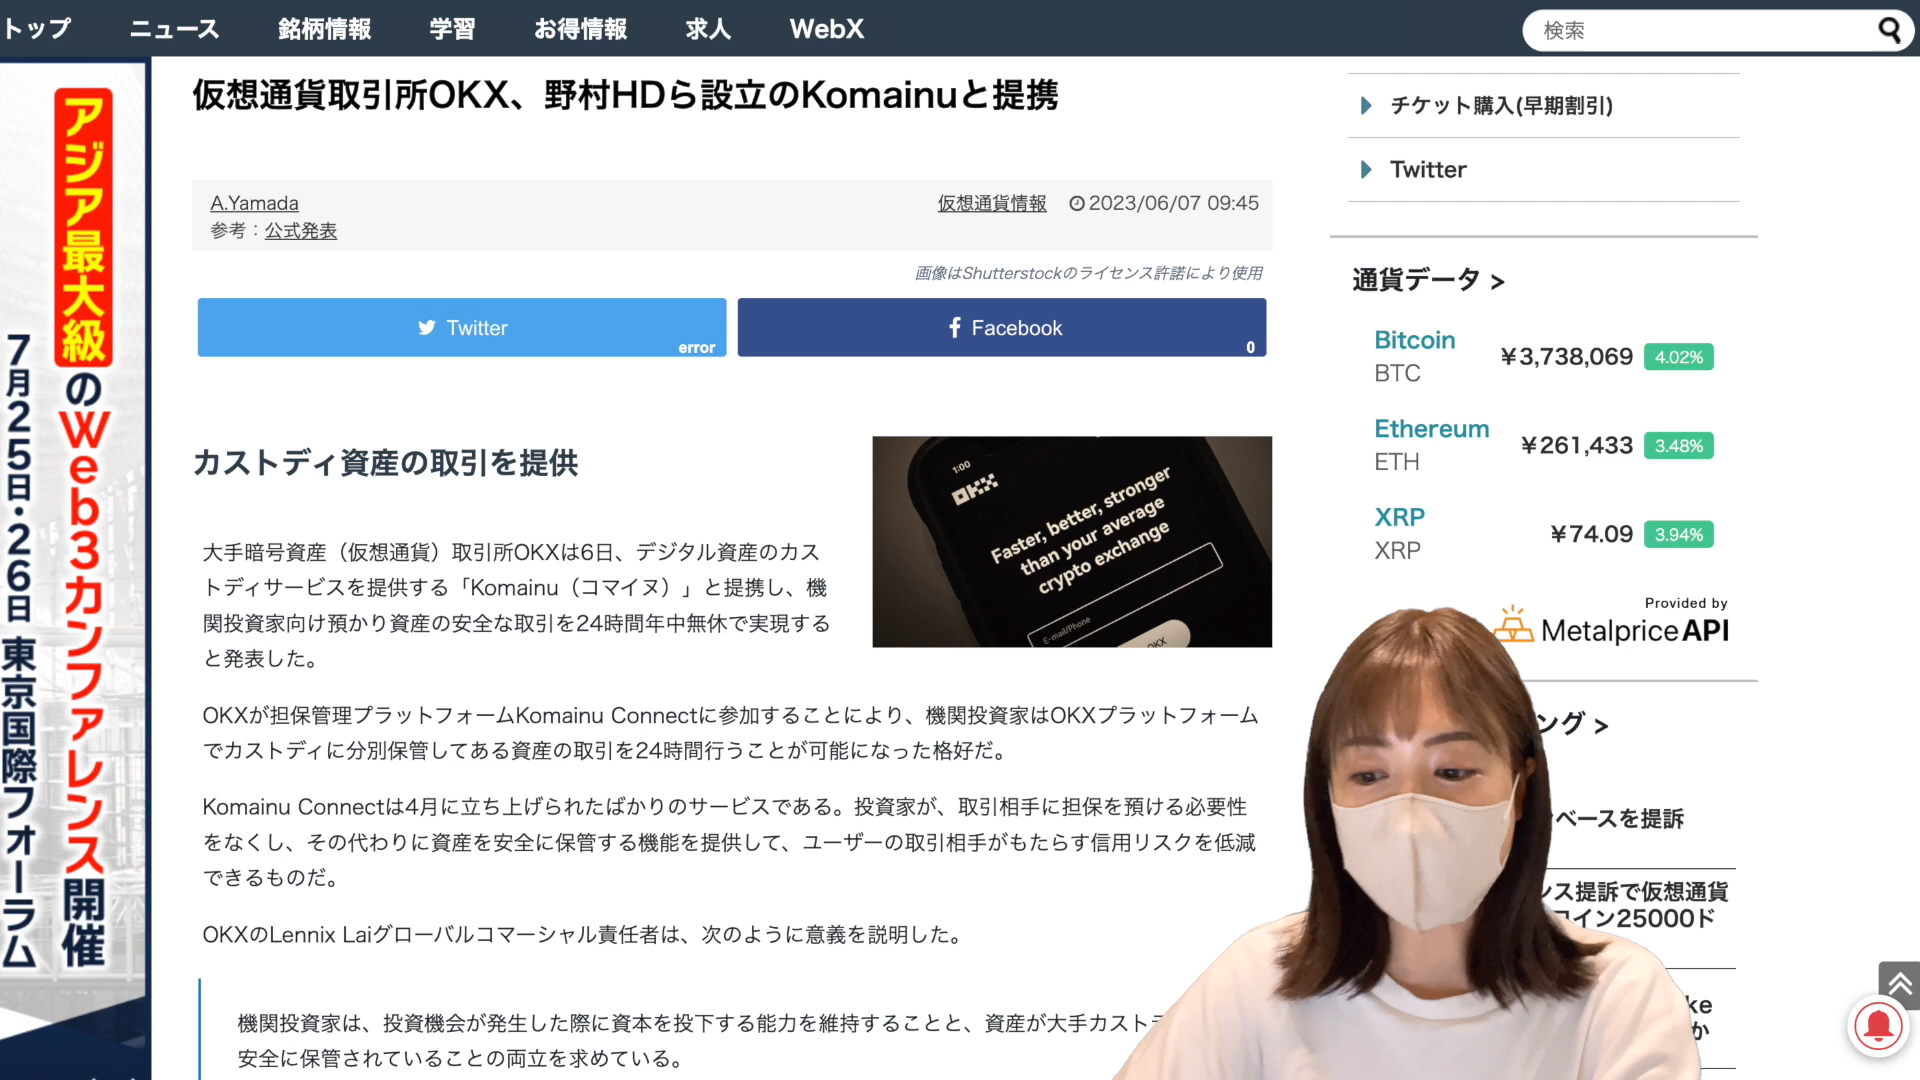 トップ
ニュース
銘柄情報
学習
お得情報
求人
WebX
検索
アジア最大級のWeb3カンファレンス開催
7月25日・26日 東京国際フォーラム
仮想通貨取引所OKX、野村HDら設立のKomainuと提携
A.Yamada
参考：公式発表
仮想通貨情報
2023/06/07 09:45
画像はShutterstockのライセンス許諾により使用
Twitter
error
Facebook
0
カストディ資産の取引を提供
1:00
OKX
Faster, better, stronger
than your average
crypto exchange
E-mail/Phone
OKX
大手暗号資産（仮想通貨）取引所OKXは6日、デジタル資産のカス
トディサービスを提供する「Komainu（コマイヌ）」と提携し、機
関投資家向け預かり資産の安全な取引を24時間年中無休で実現する
と発表した。
OKXが担保管理プラットフォームKomainu Connectに参加することにより、機関投資家はOKXプラットフォーム
でカストディに分別保管してある資産の取引を24時間行うことが可能になった格好だ。
Komainu Connectは4月に立ち上げられたばかりのサービスである。投資家が、取引相手に担保を預ける必要性
をなくし、その代わりに資産を安全に保管する機能を提供して、ユーザーの取引相手がもたらす信用リスクを低減
できるものだ。
OKXのLennix Laiグローバルコマーシャル責任者は、次のように意義を説明した。
機関投資家は、投資機会が発生した際に資本を投下する能力を維持することと、資産が大手カスト
安全に保管されていることの両立を求めている。
チケット購入(早期割引)
Twitter
通貨データ >
Bitcoin
BTC
¥3,738,069
4.02%
Ethereum
ETH
¥261,433
3.48%
XRP
XRP
¥74.09
3.94%
Provided by
MetalpriceAPI
ング >
ベースを提訴
ンス提訴で仮想通貨
コイン25000ド
ke
か